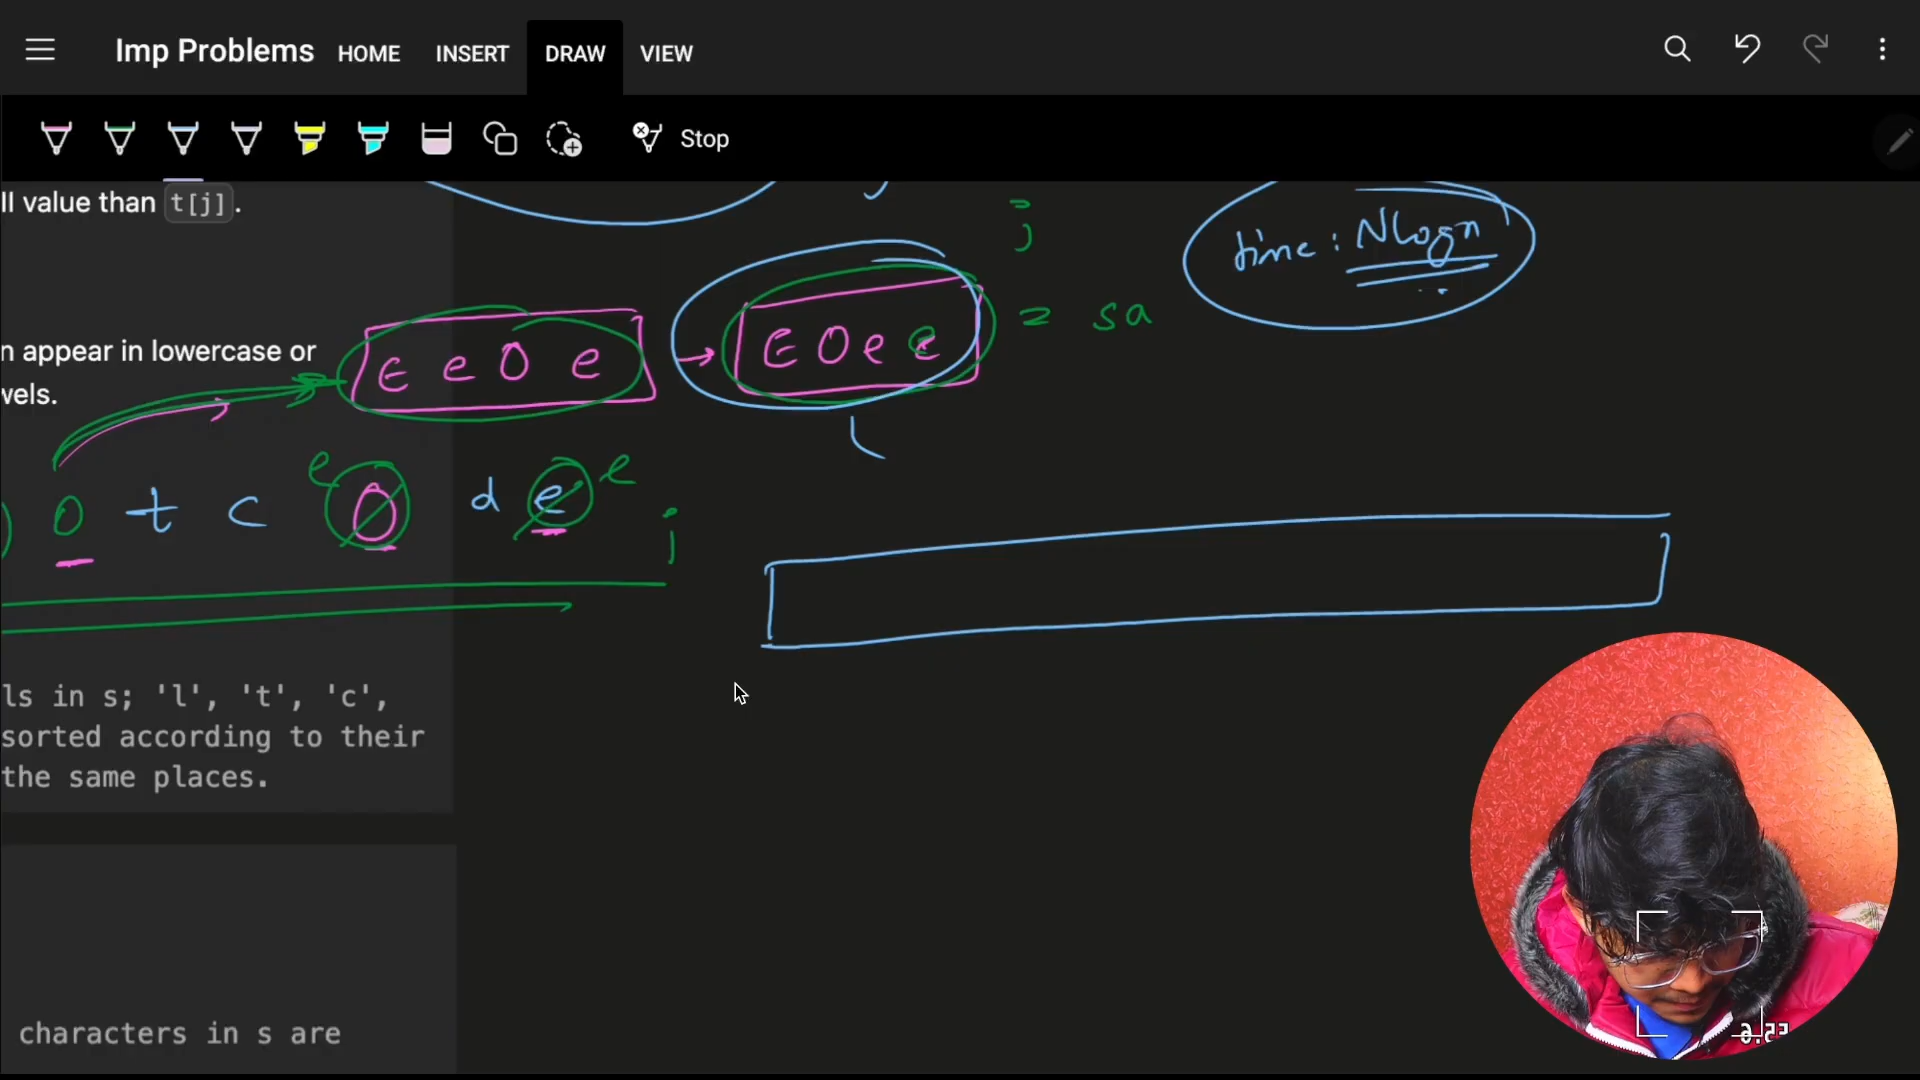 Imp Problems HOME INSERT DRAW VIEW
Stop
ll value than t[j].
j
time : Nlogn
E e O e → E O e e = sa
n appear in lowercase or
wels.
e e
O t c O d e j
ls in s; 'l', 't', 'c',
sorted according to their
the same places.
characters in s are